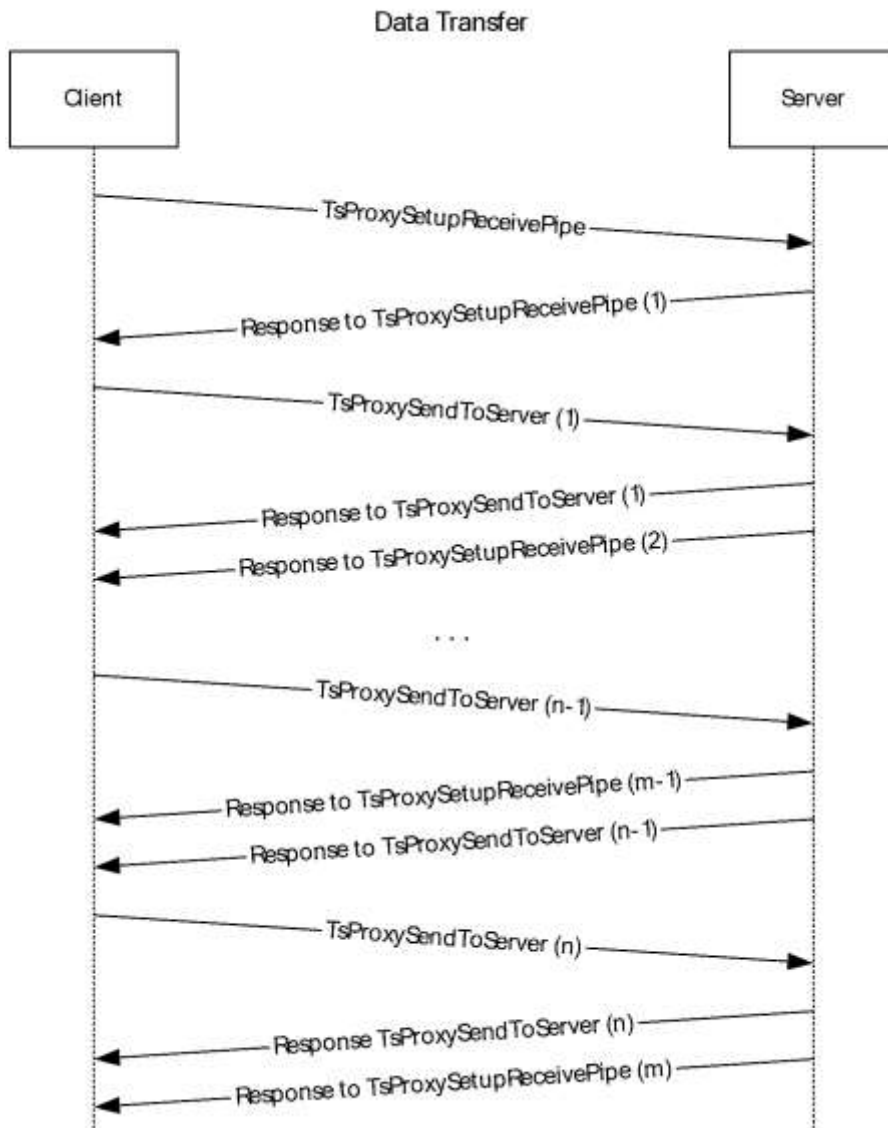 Data Transfer
Client
Server
TsProxySetupReceivePipe
Response to TsProxySetupReceivePipe (1)
TsProxySendToServer (1)
Response to TsProxySendToServer (1)
Response to TsProxySetupReceivePipe (2)
. . .
TsProxySendToServer (n-1)
Response to TsProxySetupReceivePipe (m-1)
Response to TsProxySendToServer (n-1)
TsProxySendToServer (n)
Response TsProxySendToServer (n)
Response to TsProxySetupReceivePipe (m)